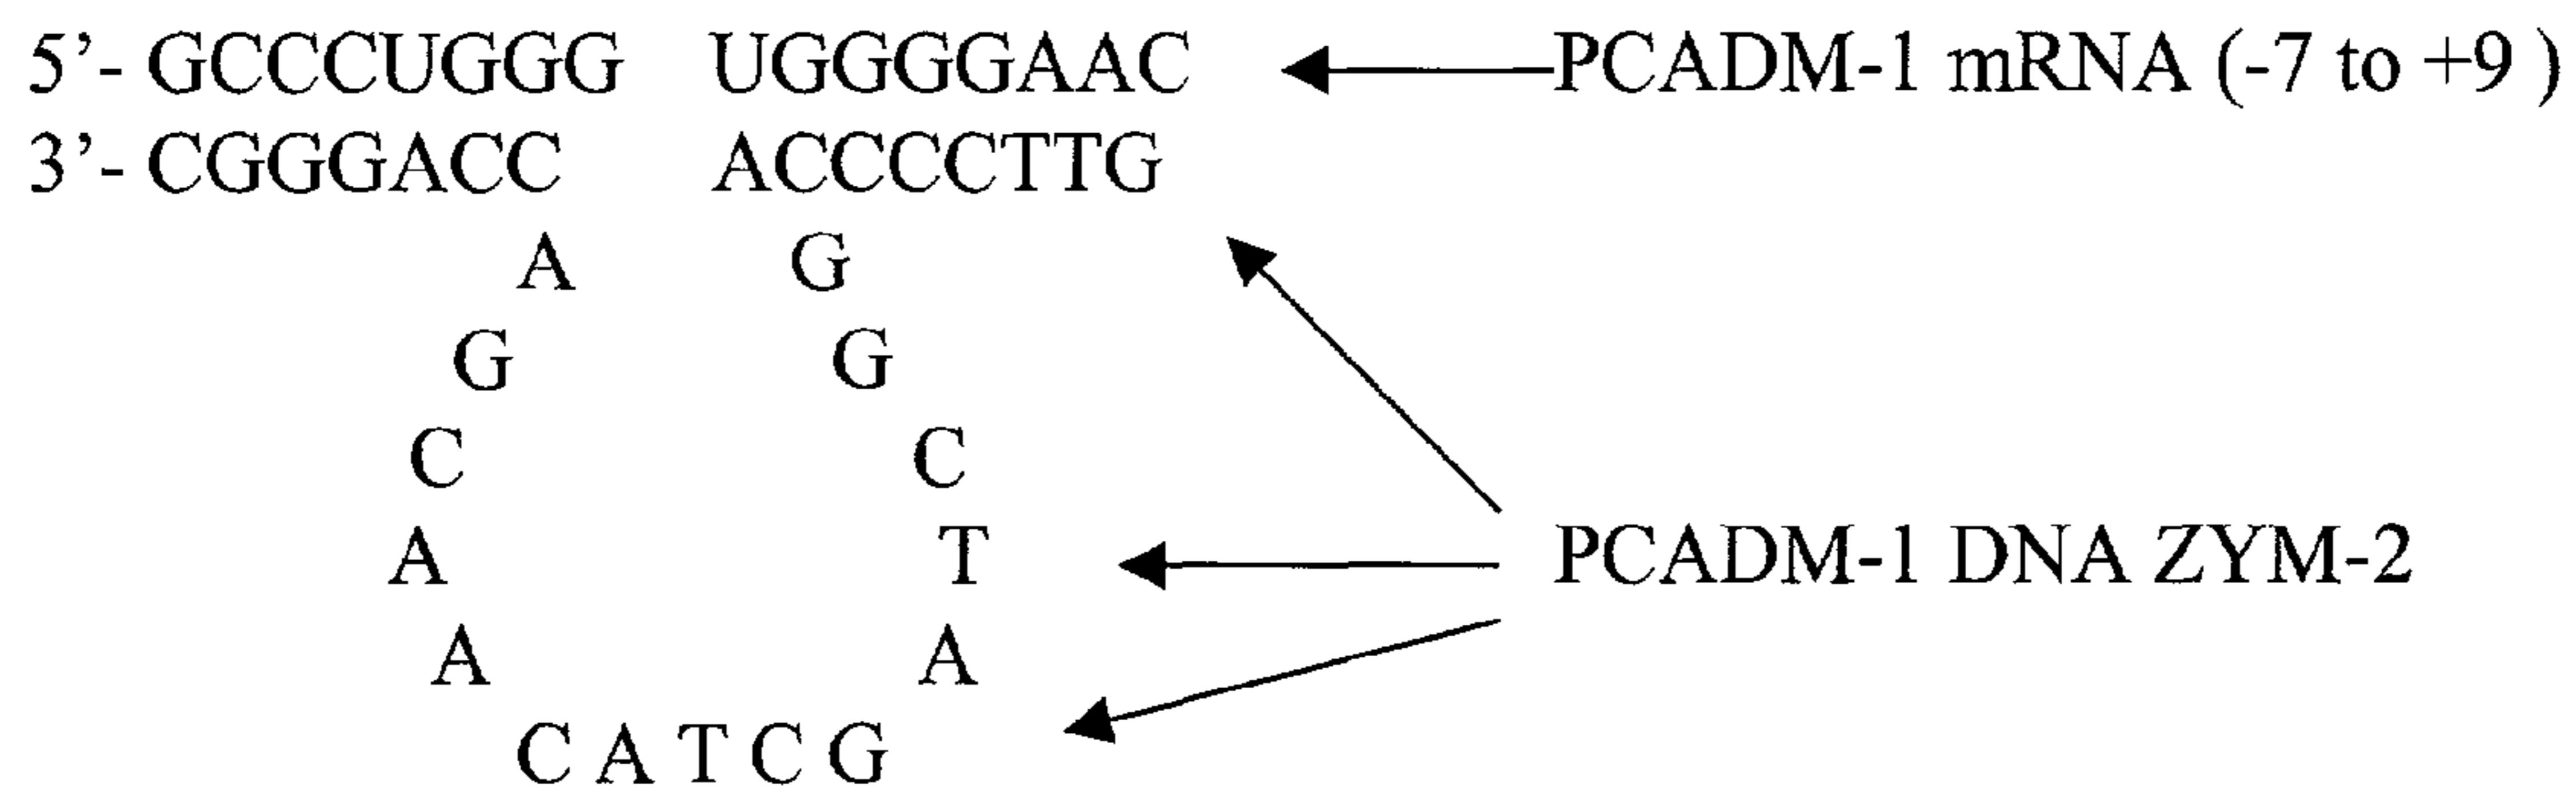 5’- GCCCUGGG UGGGGAAC PCADM-1 mRNA (-7 to +9 )
3’- CGGGACC ACCCCTTG
A G
G G
C C
A T PCADM-1 DNA ZYM-2
A A
C A T C G